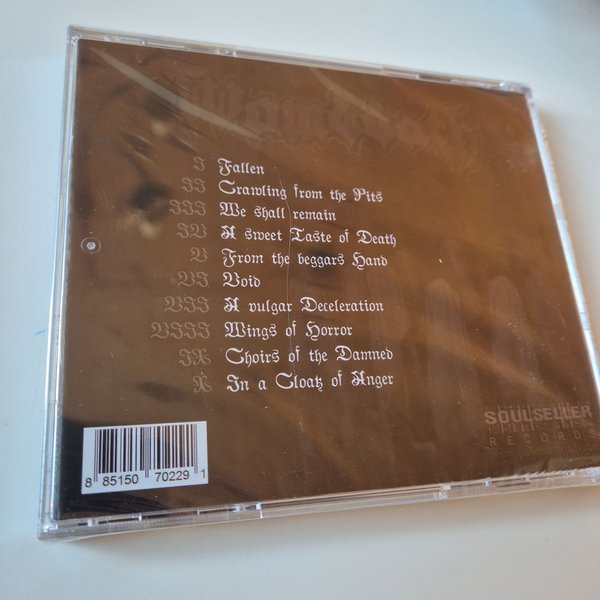 I Fallen
II Crawling from the Pits
III We shall remain
IV A sweet Taste of Death
V From the beggars Hand
VI Void
VII A vulgar Deceleration
VIII Wings of Horror
IX Choirs of the Damned
X In a Cloak of Anger
SOULSELLER
RECORDS
8 85150 70229 1